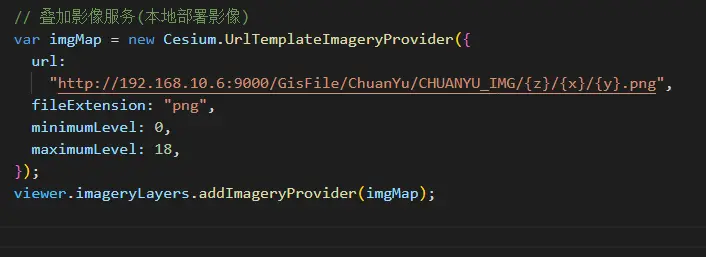 // 叠加影像服务(本地部署影像)
var imgMap = new Cesium.UrlTemplateImageryProvider({
url:
"http://192.168.10.6:9000/GisFile/ChuanYu/CHUANYU_IMG/{z}/{x}/{y}.png",
fileExtension: "png",
minimumLevel: 0,
maximumLevel: 18,
});
viewer.imageryLayers.addImageryProvider(imgMap);